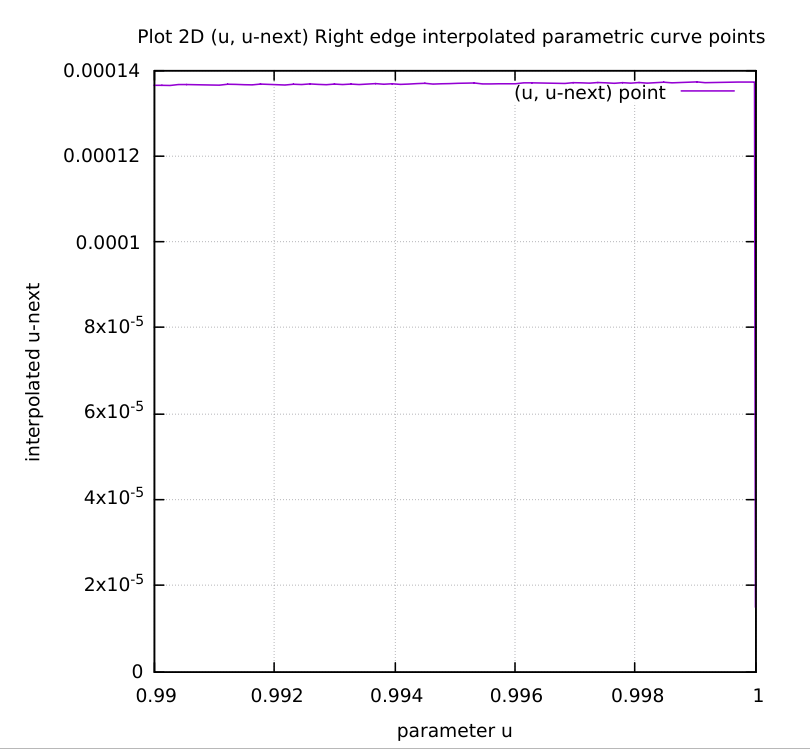 Plot 2D (u, u-next) Right edge interpolated parametric curve points
0.00014
(u, u-next) point
0.00012
0.0001
8x10⁻⁵
6x10⁻⁵
4x10⁻⁵
2x10⁻⁵
0
interpolated u-next
0.99 0.992 0.994 0.996 0.998 1
parameter u